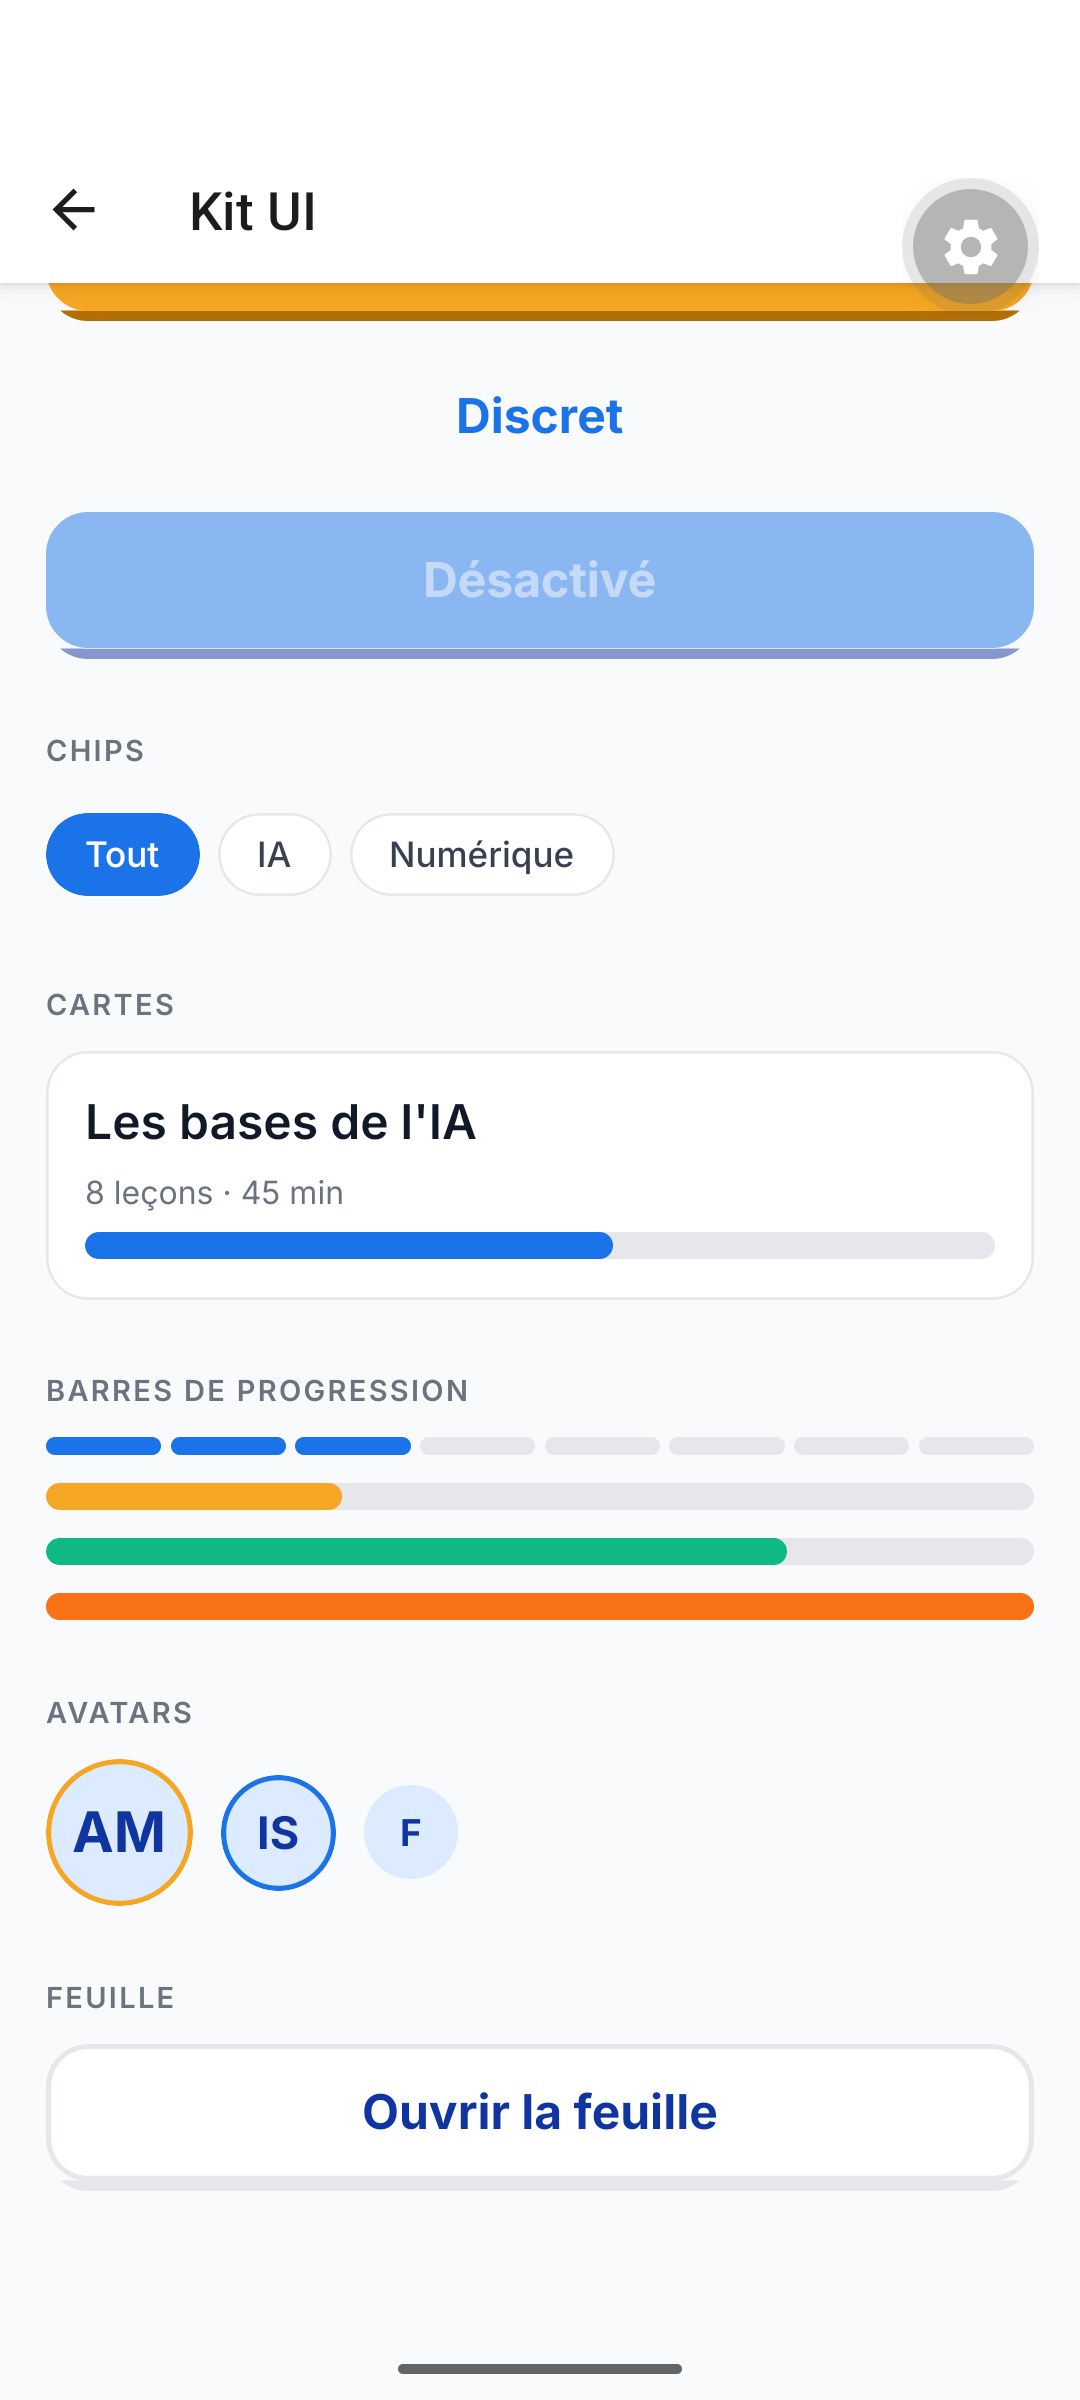 Kit UI
Discret
Désactivé
CHIPS
Tout
IA
Numérique
CARTES
Les bases de l'IA
8 leçons · 45 min
BARRES DE PROGRESSION
AVATARS
AM
IS
F
FEUILLE
Ouvrir la feuille